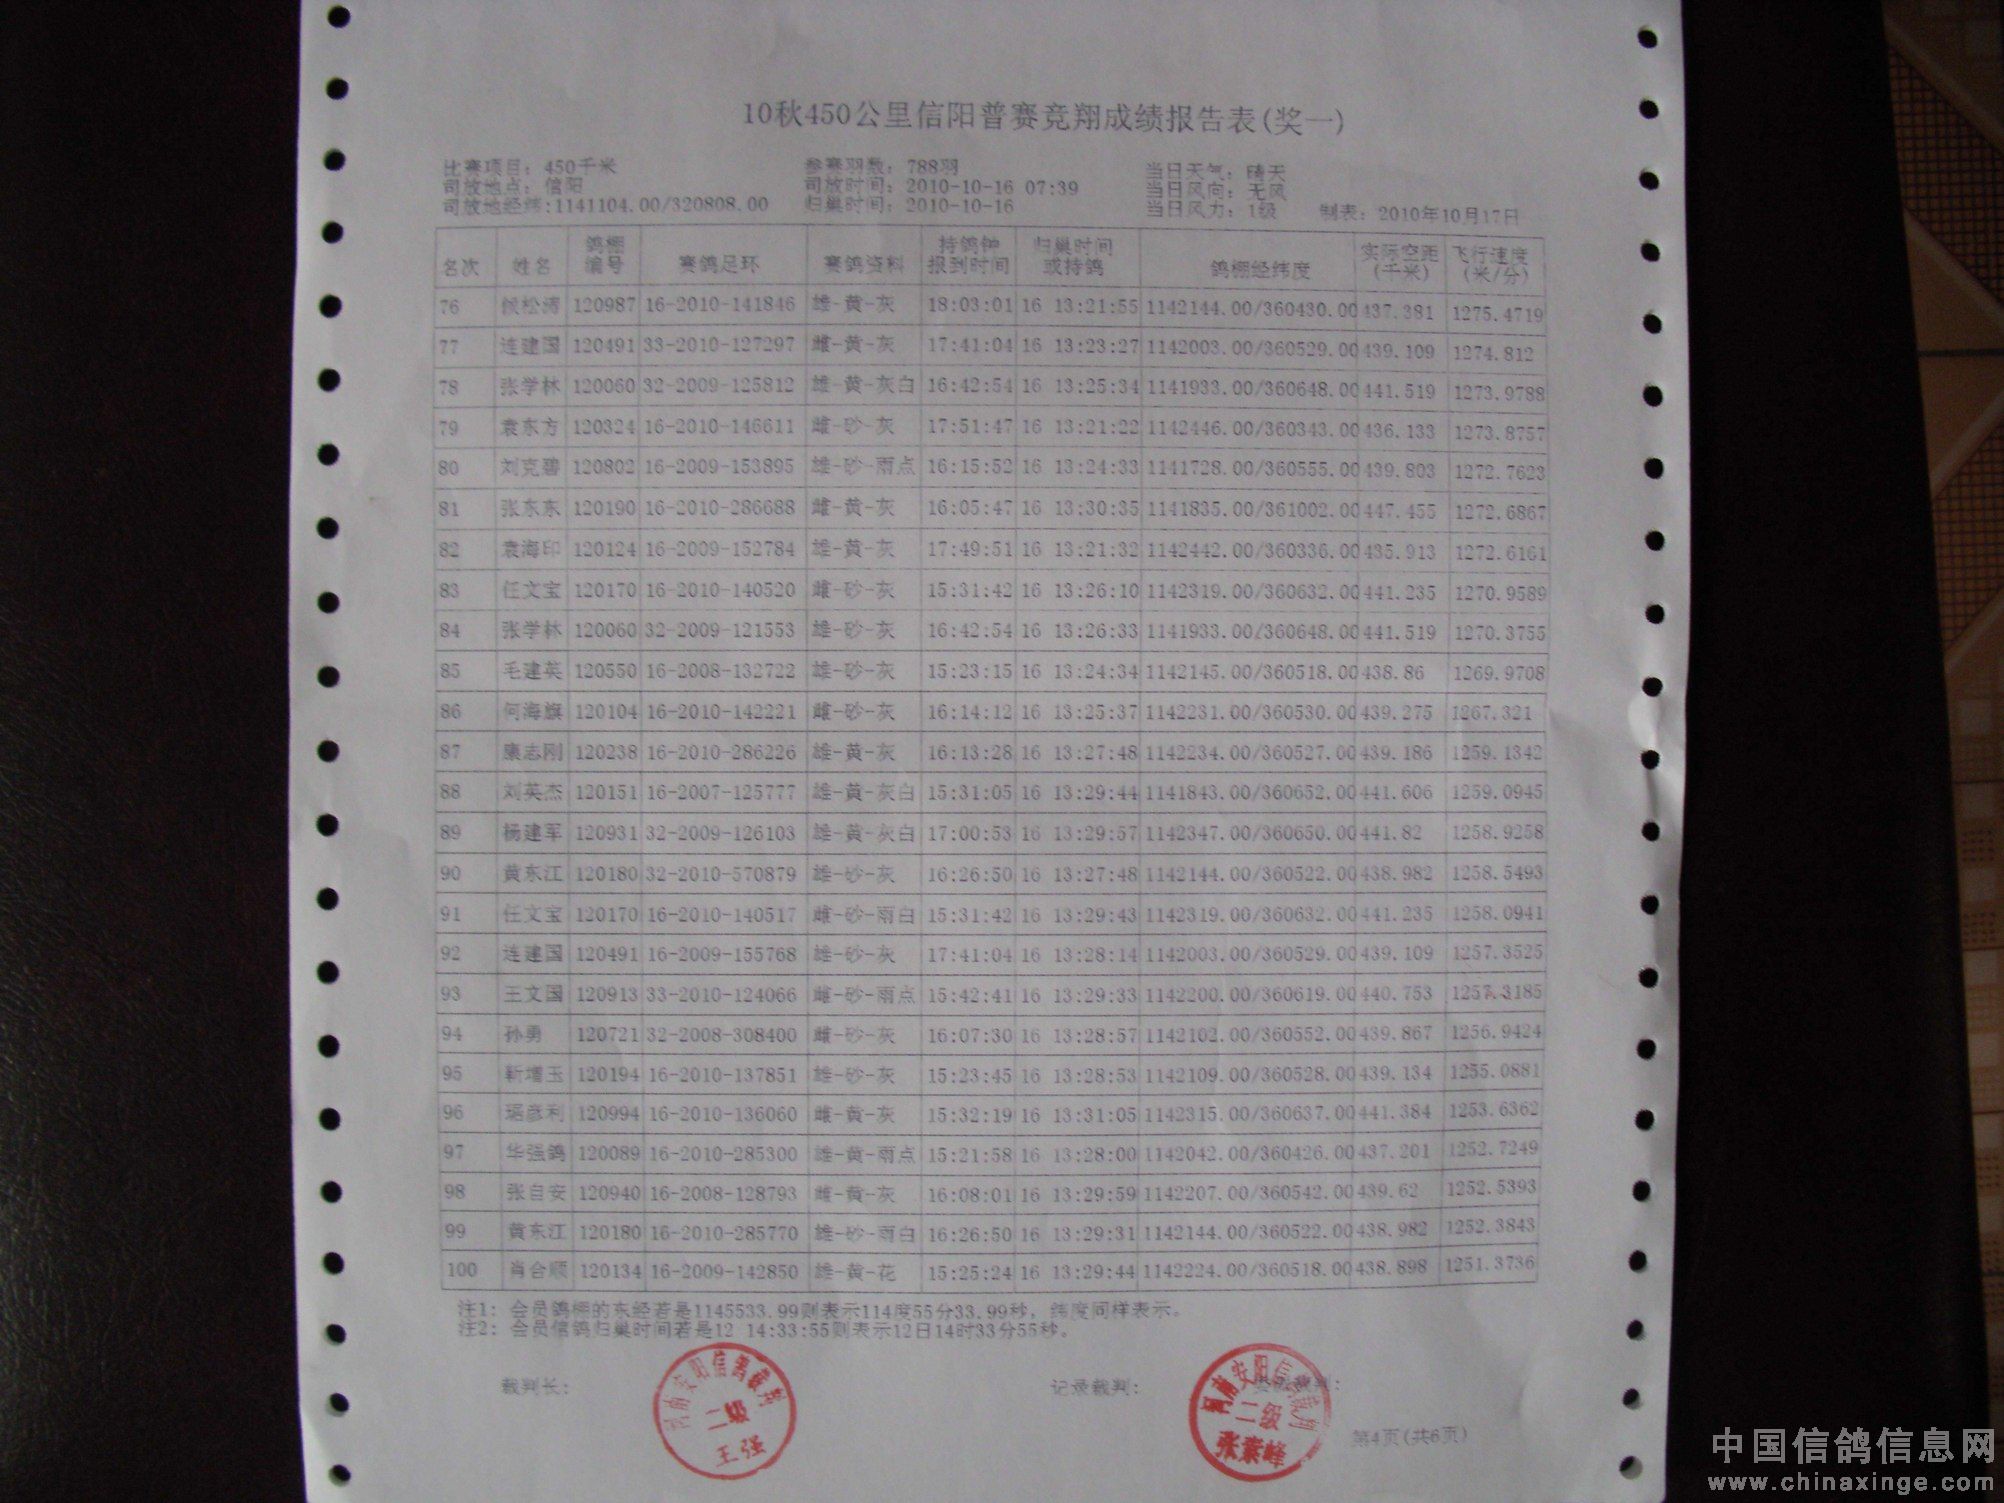 10秋450公里信阳普赛竞翔成绩报告表(奖一)
比赛项目: 450千米 参赛羽数: 788羽 当日天气: 晴天
司放地点: 信阳 司放时间: 2010-10-16 07:39 当日风向: 无风
司放地经纬:1141104.00/320808.00 归巢时间: 2010-10-16 当日风力: 1级 制表: 2010年10月17日
名次 姓名 鸽棚编号 赛鸽足环 赛鸽资料 持鸽钟报到时间 归巢时间或持鸽 鸽棚经纬度 实际空距(千米) 飞行速度(米/分)
76 侯松涛 120987 16-2010-141846 雄-黄-灰 18:03:01 16 13:21:55 1142144.00/360430.00 437.381 1275.4719
77 连建国 120491 33-2010-127297 雌-黄-灰 17:41:04 16 13:23:27 1142003.00/360529.00 439.109 1274.812
78 张学林 120060 32-2009-125812 雄-黄-灰白 16:42:54 16 13:25:34 1141933.00/360648.00 441.519 1273.9788
79 袁东方 120324 16-2010-146611 雌-砂-灰 17:51:47 16 13:21:22 1142446.00/360343.00 436.133 1273.8757
80 刘克碧 120802 16-2009-153895 雄-砂-雨点 16:15:52 16 13:24:33 1141728.00/360555.00 439.803 1272.7623
81 张东东 120190 16-2010-286688 雌-黄-灰 16:05:47 16 13:30:35 1141835.00/361002.00 447.455 1272.6867
82 袁海印 120124 16-2009-152784 雄-黄-灰 17:49:51 16 13:21:32 1142442.00/360336.00 435.913 1272.6161
83 任文宝 120170 16-2010-140520 雌-砂-灰 15:31:42 16 13:26:10 1142319.00/360632.00 441.235 1270.9589
84 张学林 120060 32-2009-121553 雄-砂-灰 16:42:54 16 13:26:33 1141933.00/360648.00 441.519 1270.3755
85 毛建英 120550 16-2008-132722 雄-砂-灰 15:23:15 16 13:24:34 1142145.00/360518.00 438.86 1269.9708
86 何海旗 120104 16-2010-142221 雌-砂-灰 16:14:12 16 13:25:37 1142231.00/360530.00 439.275 1267.321
87 康志刚 120238 16-2010-286226 雄-黄-灰 16:13:28 16 13:27:48 1142234.00/360527.00 439.186 1259.1342
88 刘英杰 120151 16-2007-125777 雄-黄-灰白 15:31:05 16 13:29:44 1141843.00/360652.00 441.606 1259.0945
89 杨建军 120931 32-2009-126103 雄-黄-灰白 17:00:53 16 13:29:57 1142347.00/360650.00 441.82 1258.9258
90 黄东江 120180 32-2010-570879 雄-砂-灰 16:26:50 16 13:27:48 1142144.00/360522.00 438.982 1258.5493
91 任文宝 120170 16-2010-140517 雌-砂-雨白 15:31:42 16 13:29:43 1142319.00/360632.00 441.235 1258.0941
92 连建国 120491 16-2009-155768 雄-砂-灰 17:41:04 16 13:28:14 1142003.00/360529.00 439.109 1257.3525
93 王文国 120913 33-2010-124066 雌-砂-雨点 15:42:41 16 13:29:33 1142200.00/360619.00 440.753 1257.3185
94 孙勇 120721 32-2008-308400 雌-砂-灰 16:07:30 16 13:28:57 1142102.00/360552.00 439.867 1256.9424
95 靳增玉 120194 16-2010-137851 雄-砂-灰 15:23:45 16 13:28:53 1142109.00/360528.00 439.134 1255.0881
96 琚彦利 120994 16-2010-136060 雌-黄-灰 15:32:19 16 13:31:05 1142315.00/360637.00 441.384 1253.6362
97 华强鸽 120089 16-2010-285300 雄-黄-雨点 15:21:58 16 13:28:00 1142042.00/360426.00 437.201 1252.7249
98 张自安 120940 16-2008-128793 雌-黄-灰 16:08:01 16 13:29:59 1142207.00/360542.00 439.62 1252.5393
99 黄东江 120180 16-2010-285770 雄-砂-雨白 16:26:50 16 13:29:31 1142144.00/360522.00 438.982 1252.3843
100 肖合顺 120134 16-2009-142850 雄-黄-花 15:25:24 16 13:29:44 1142224.00/360518.00 438.898 1251.3736
注1: 会员鸽棚的东经若是1145533.99则表示114度55分33.99秒, 纬度同样表示。
注2: 会员信鸽归巢时间若是12 14:33:55则表示12日14时33分55秒。
裁判长: 记录裁判: 裁判:
河南安阳信鸽裁判 二级 王强
河南安阳信鸽裁判 二级 张素峰
第4页(共6页)
中国信鸽信息网
www.chinaxinge.com